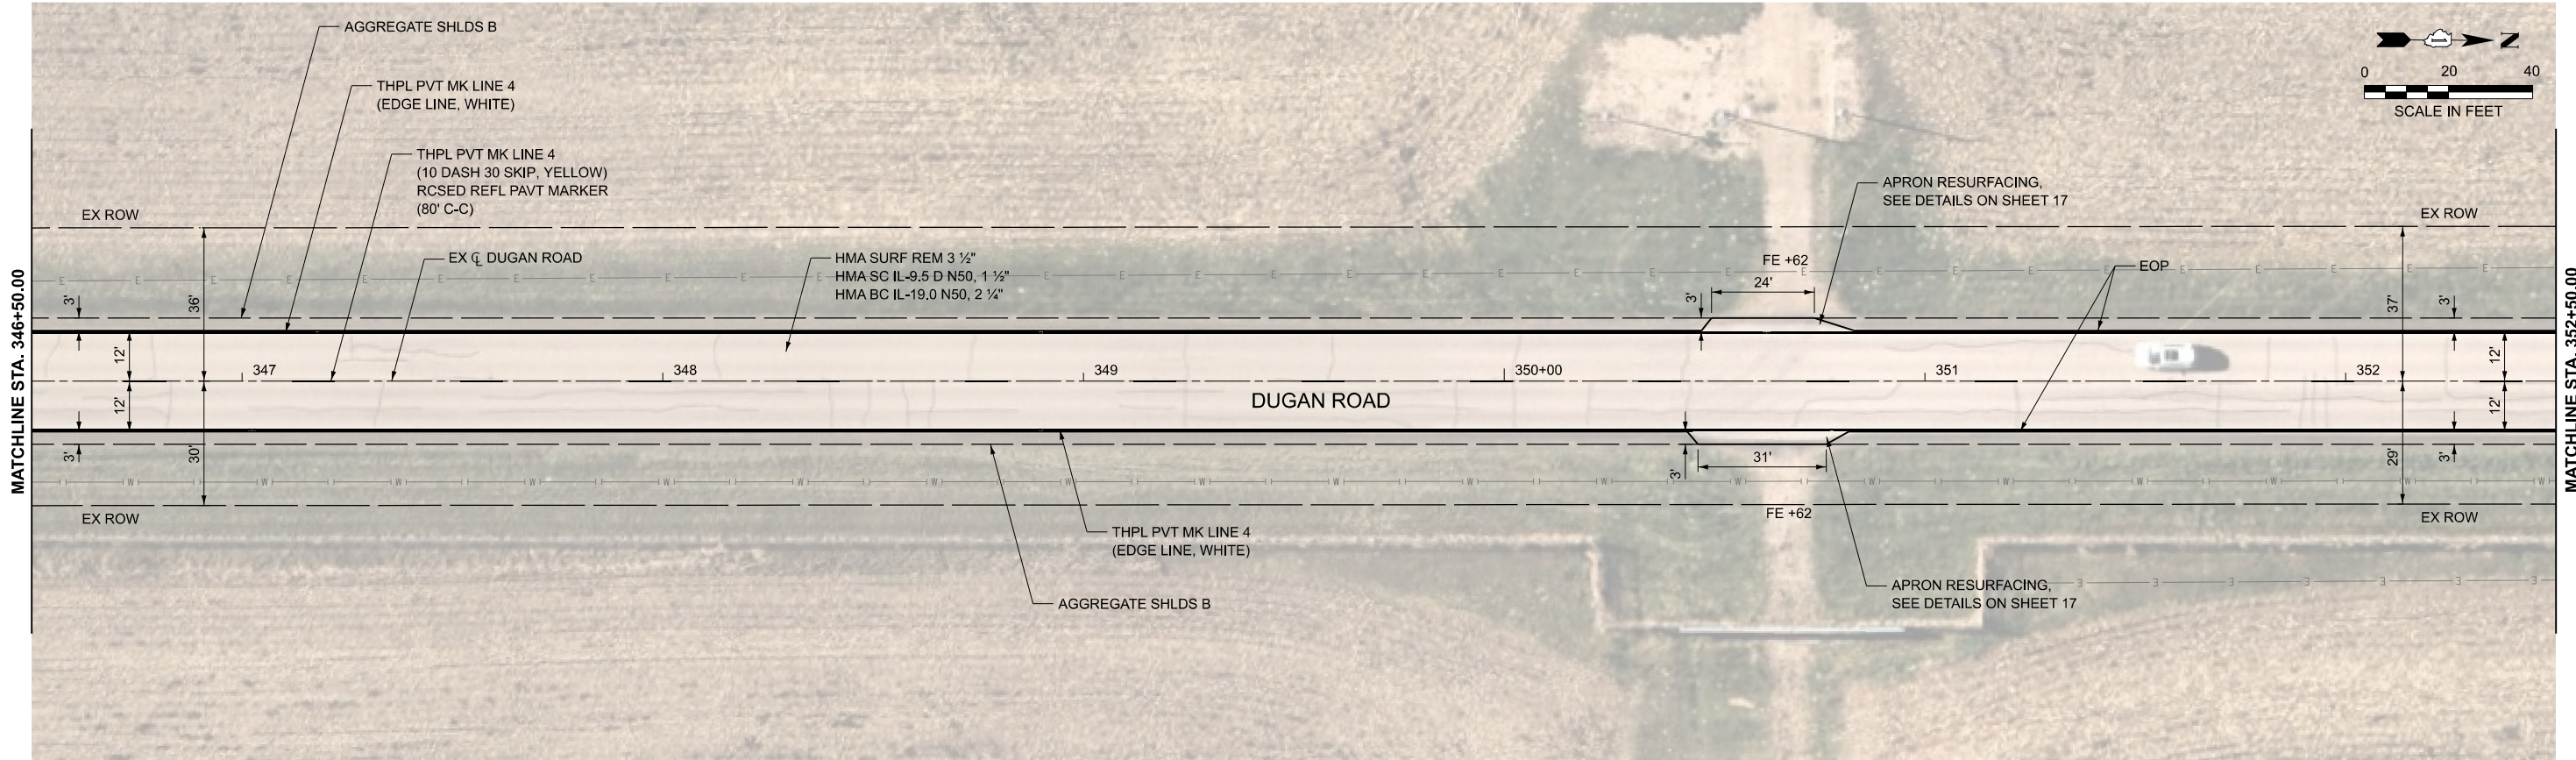 AGGREGATE SHLDS B
THPL PVT MK LINE 4
(EDGE LINE, WHITE)
THPL PVT MK LINE 4
(10 DASH 30 SKIP, YELLOW)
RCSED REFL PAVT MARKER
(80' C-C)
N
0 20 40
SCALE IN FEET
APRON RESURFACING,
SEE DETAILS ON SHEET 17
EX ROW
EX ROW
EX ℄ DUGAN ROAD
HMA SURF REM 3 ½"
HMA SC IL-9.5 D N50, 1 ½"
HMA BC IL-19.0 N50, 2 ¼"
FE +62
EOP
E E E E E E E E E E E E E E E E E E E E E E E E E E E E E E E E
24'
3'
36'
3'
37'
3'
MATCHLINE STA. 346+50.00
MATCHLINE STA. 352+50.00
12'
12'
347 348 349 350+00 351 352
DUGAN ROAD
12'
12'
3'
30'
31'
3'
29'
3'
W W W W W W W W W W W W W W W W W W W
EX ROW
FE +62
EX ROW
THPL PVT MK LINE 4
(EDGE LINE, WHITE)
AGGREGATE SHLDS B
APRON RESURFACING,
SEE DETAILS ON SHEET 17
E E E E E E E